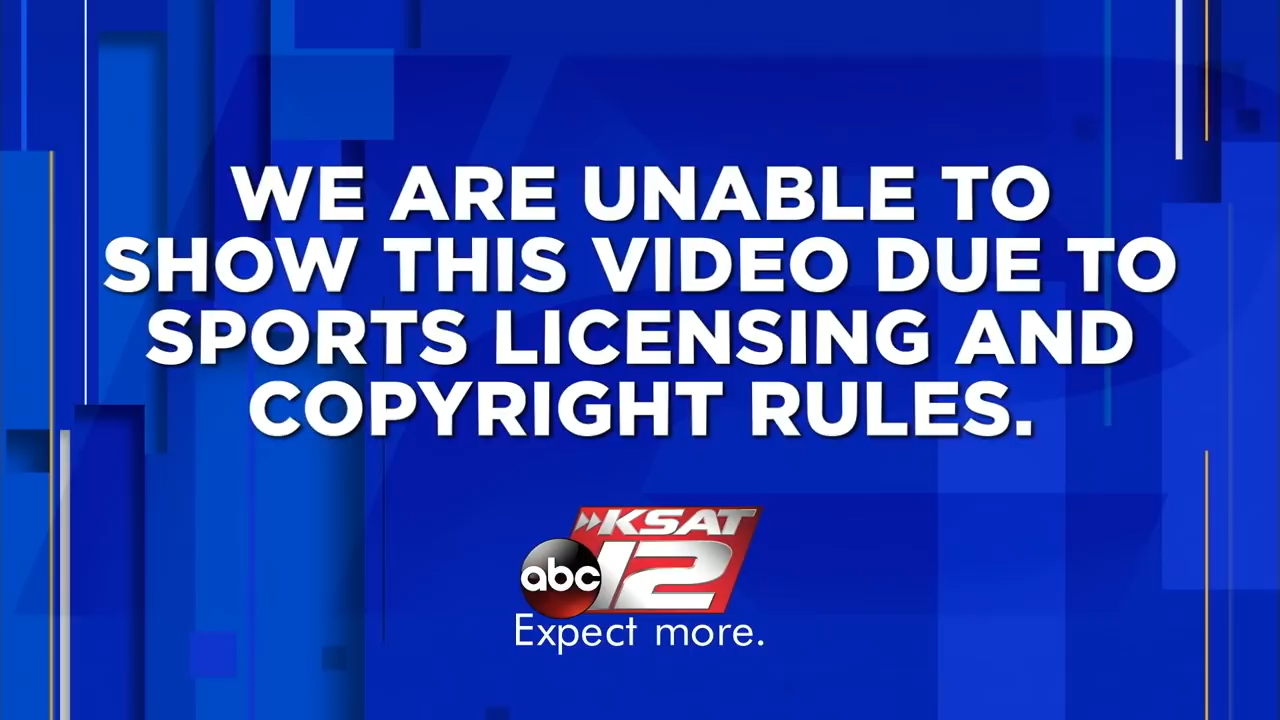 WE ARE UNABLE TO
SHOW THIS VIDEO DUE TO
SPORTS LICENSING AND
COPYRIGHT RULES.
KSAT
abc 12
Expect more.